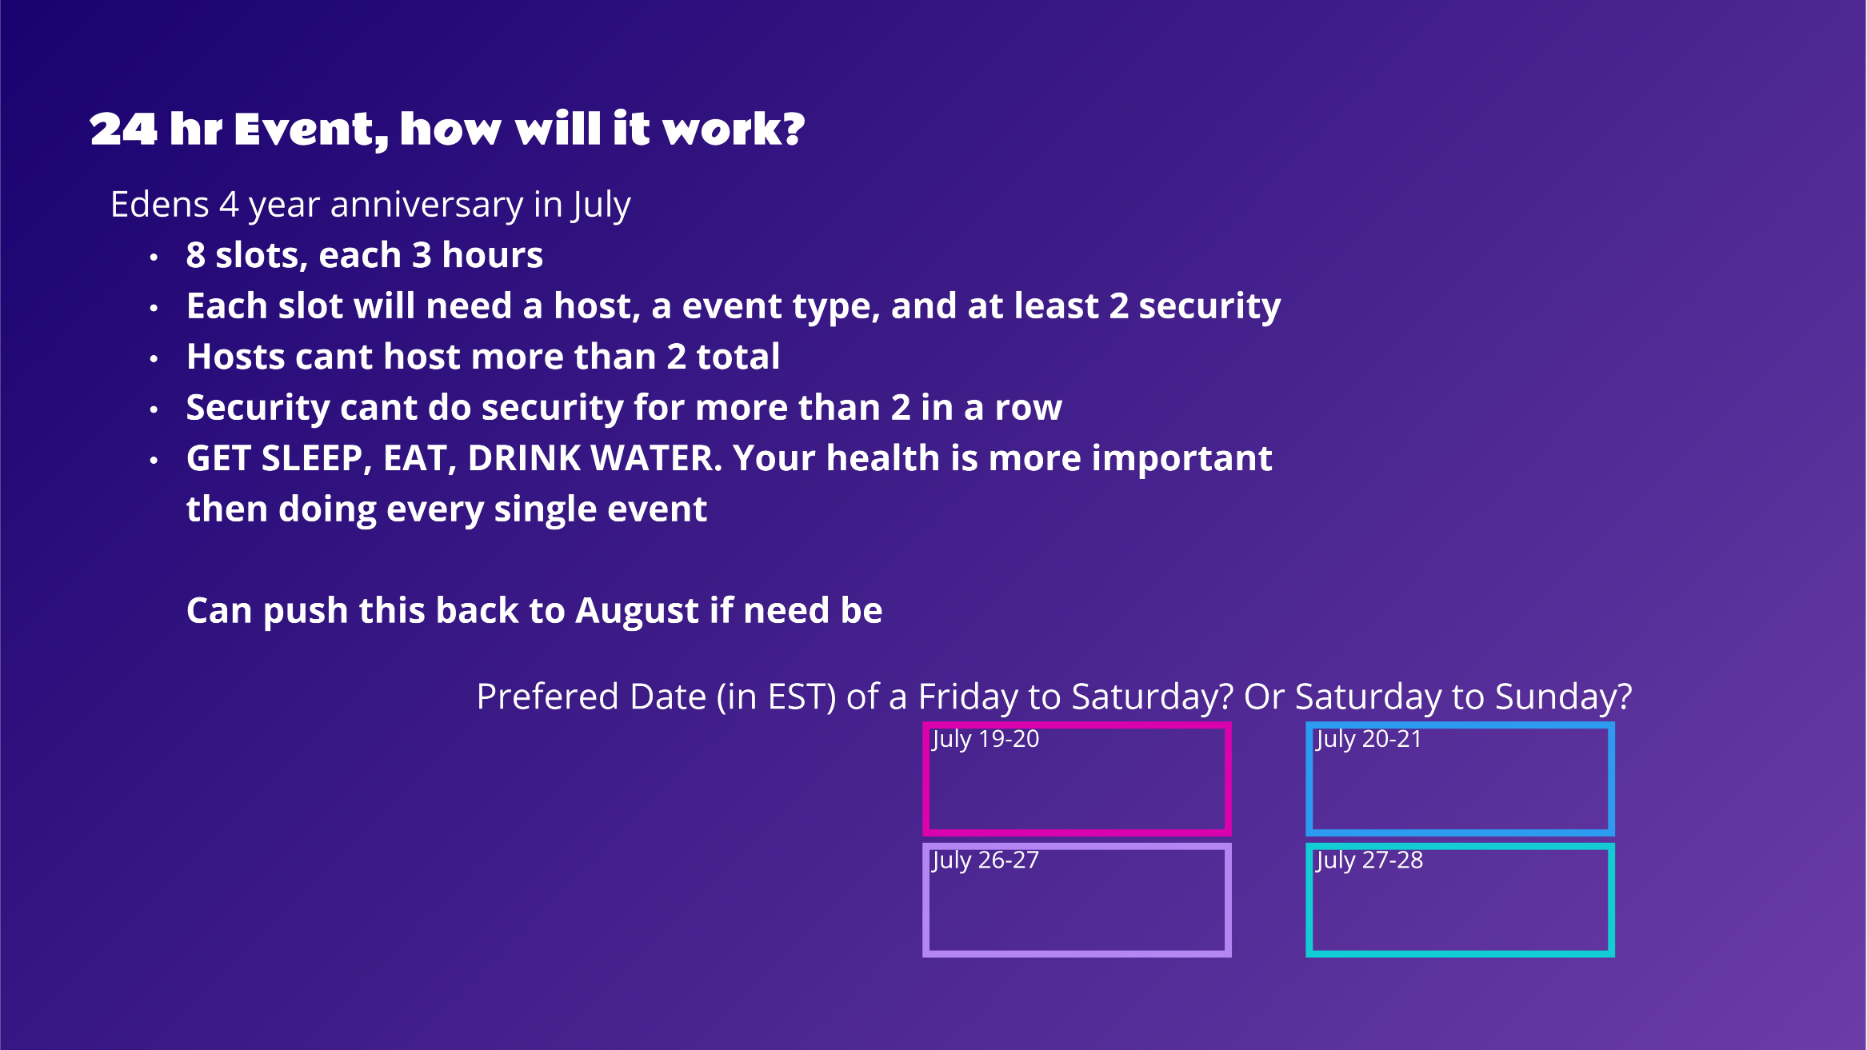 24 hr Event, how will it work?
Edens 4 year anniversary in July
• 8 slots, each 3 hours
• Each slot will need a host, a event type, and at least 2 security
• Hosts cant host more than 2 total
• Security cant do security for more than 2 in a row
• GET SLEEP, EAT, DRINK WATER. Your health is more important
then doing every single event
Can push this back to August if need be
Prefered Date (in EST) of a Friday to Saturday? Or Saturday to Sunday?
July 19-20
July 20-21
July 26-27
July 27-28